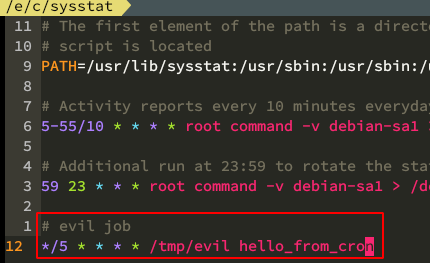 /e/c/sysstat
11 # The first element of the path is a direct
10 # script is located
9 PATH=/usr/lib/sysstat:/usr/sbin:/usr/sbin:/u
8
7 # Activity reports every 10 minutes everyday
6 5-55/10 * * * * root command -v debian-sa1 >
5
4 # Additional run at 23:59 to rotate the sta
3 59 23 * * * root command -v debian-sa1 > /de
2
1 # evil job
12 */5 * * * * /tmp/evil hello_from_cron